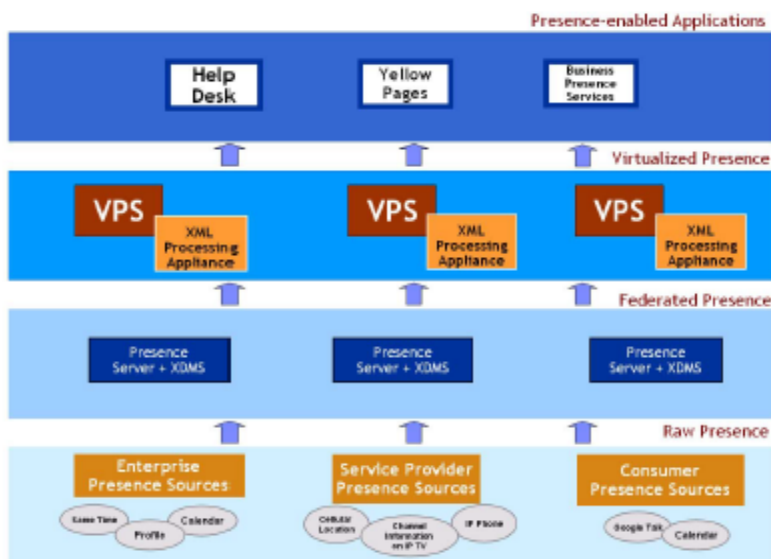 Presence-enabled Applications
Help
Desk
Yellow
Pages
Business
Presence
Services
Virtualized Presence
VPS
XML
Processing
Appliance
VPS
XML
Processing
Appliance
VPS
XML
Processing
Appliance
Federated Presence
Presence
Server + XDMS
Presence
Server + XDMS
Presence
Server + XDMS
Raw Presence
Enterprise
Presence Sources
Service Provider
Presence Sources
Consumer
Presence Sources
Same Time
Profile
Calendar
Cellular
Location
Channel
Information
on IP TV
IP Phone
Google Talk
Calendar